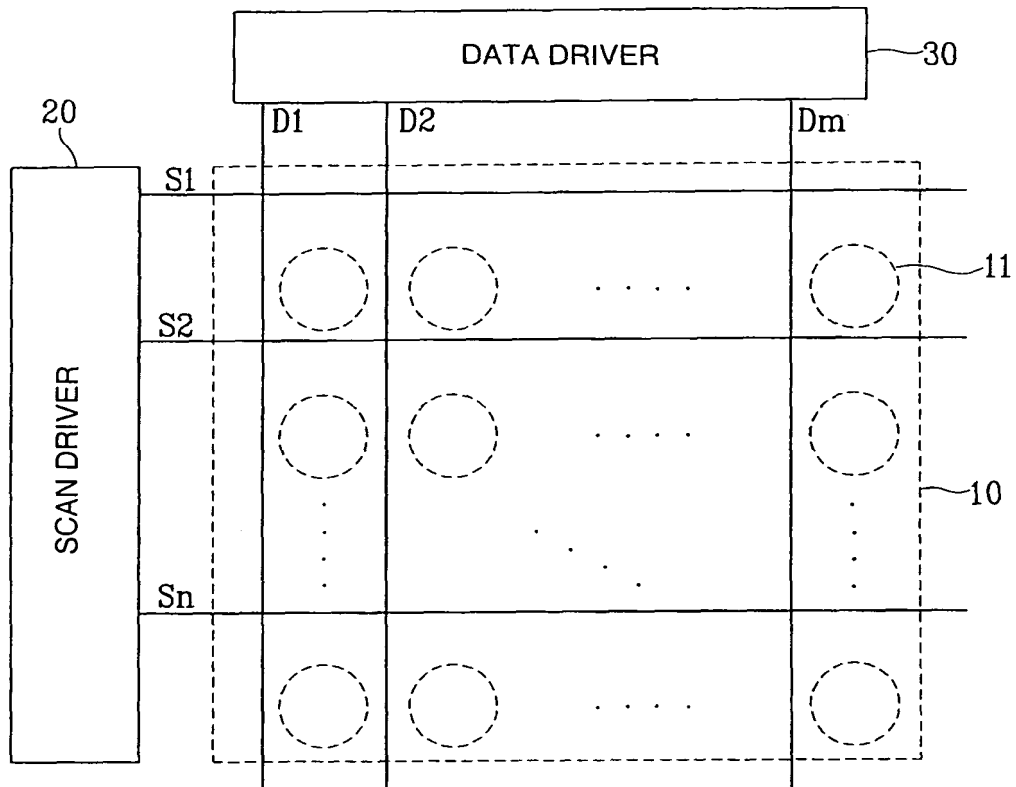 DATA DRIVER
30
20
D1
D2
Dm
S1
11
S2
SCAN DRIVER
10
Sn